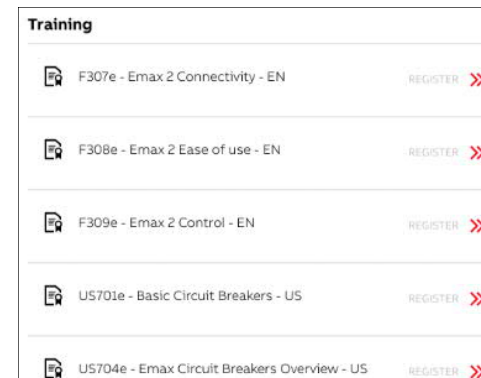 Training
F307e - Emax 2 Connectivity - EN REGISTER
F308e - Emax 2 Ease of use - EN REGISTER
F309e - Emax 2 Control - EN REGISTER
US701e - Basic Circuit Breakers - US REGISTER
US704e - Emax Circuit Breakers Overview - US REGISTER